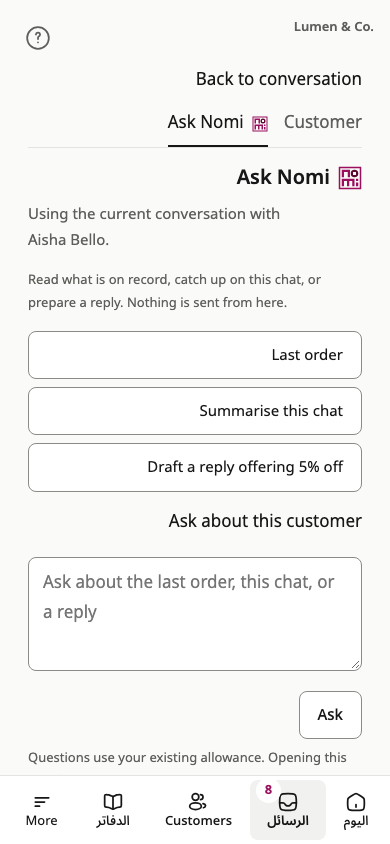 Lumen & Co.
Back to conversation
Ask Nomi
Customer
Ask Nomi
Using the current conversation with
Aisha Bello.
Read what is on record, catch up on this chat, or
prepare a reply. Nothing is sent from here.
Last order
Summarise this chat
Draft a reply offering 5% off
Ask about this customer
Ask about the last order, this chat, or
a reply
Ask
Questions use your existing allowance. Opening this
8
اليوم
الرسائل
Customers
الدفاتر
More